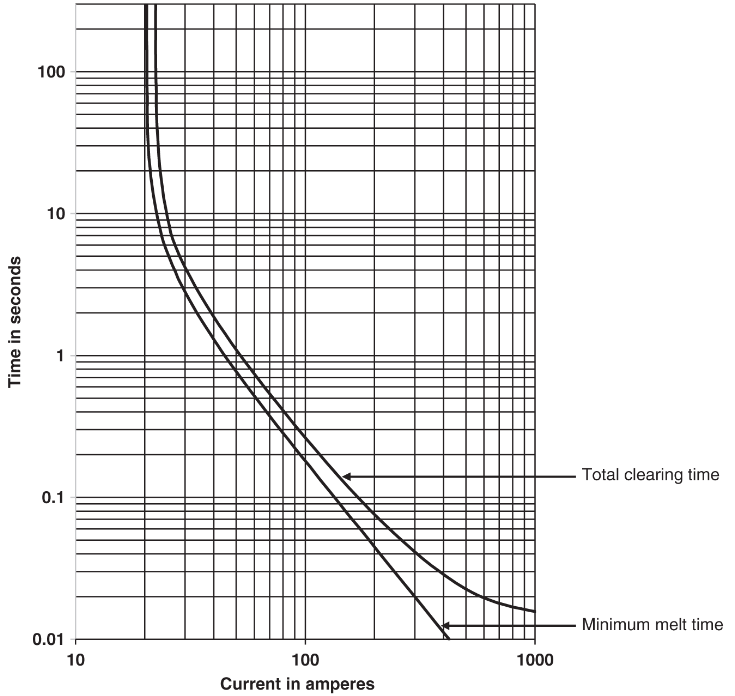 100
10
1
0.1
0.01
Time in seconds
Total clearing time
Minimum melt time
10 100 1000
Current in amperes